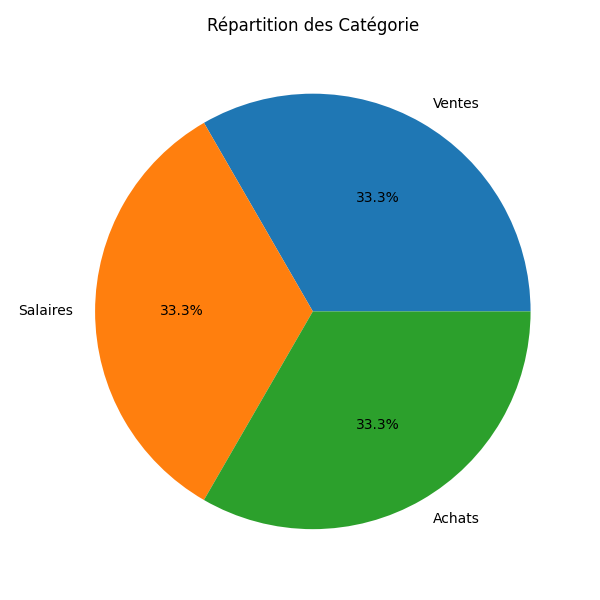 Répartition des Catégorie
Ventes
33.3%
Salaires
33.3%
33.3%
Achats